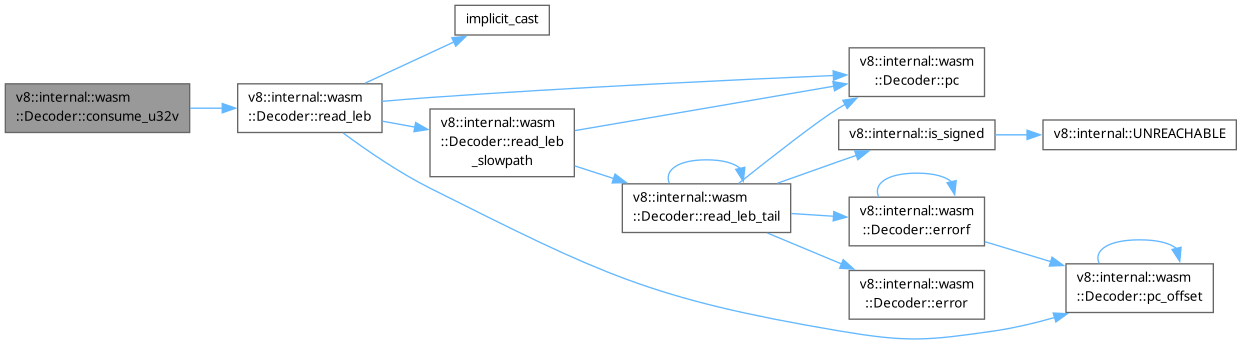 implicit_cast
v8::internal::wasm
::Decoder::consume_u32v
v8::internal::wasm
::Decoder::read_leb
v8::internal::wasm
::Decoder::read_leb
_slowpath
v8::internal::wasm
::Decoder::pc
v8::internal::is_signed
v8::internal::UNREACHABLE
v8::internal::wasm
::Decoder::read_leb_tail
v8::internal::wasm
::Decoder::errorf
v8::internal::wasm
::Decoder::error
v8::internal::wasm
::Decoder::pc_offset